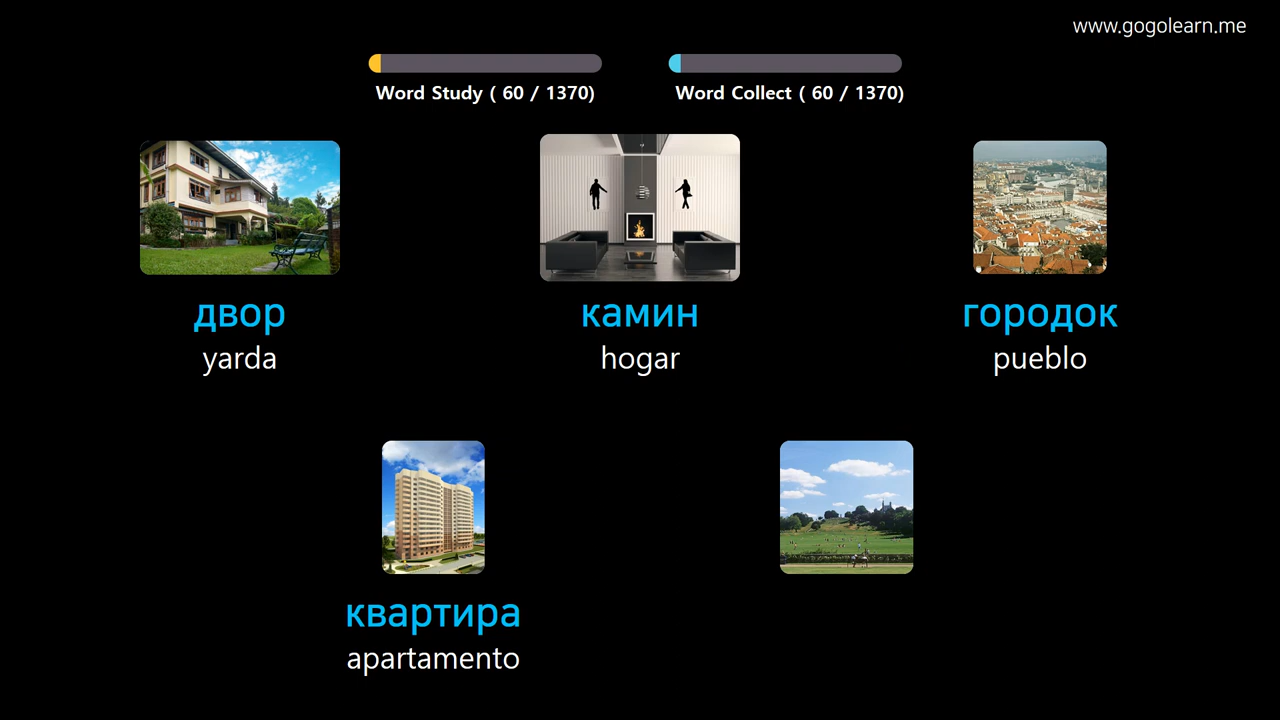 www.gogolearn.me
Word Study ( 60 / 1370)
Word Collect ( 60 / 1370)
двор
yarda
камин
hogar
городок
pueblo
квартира
apartamento